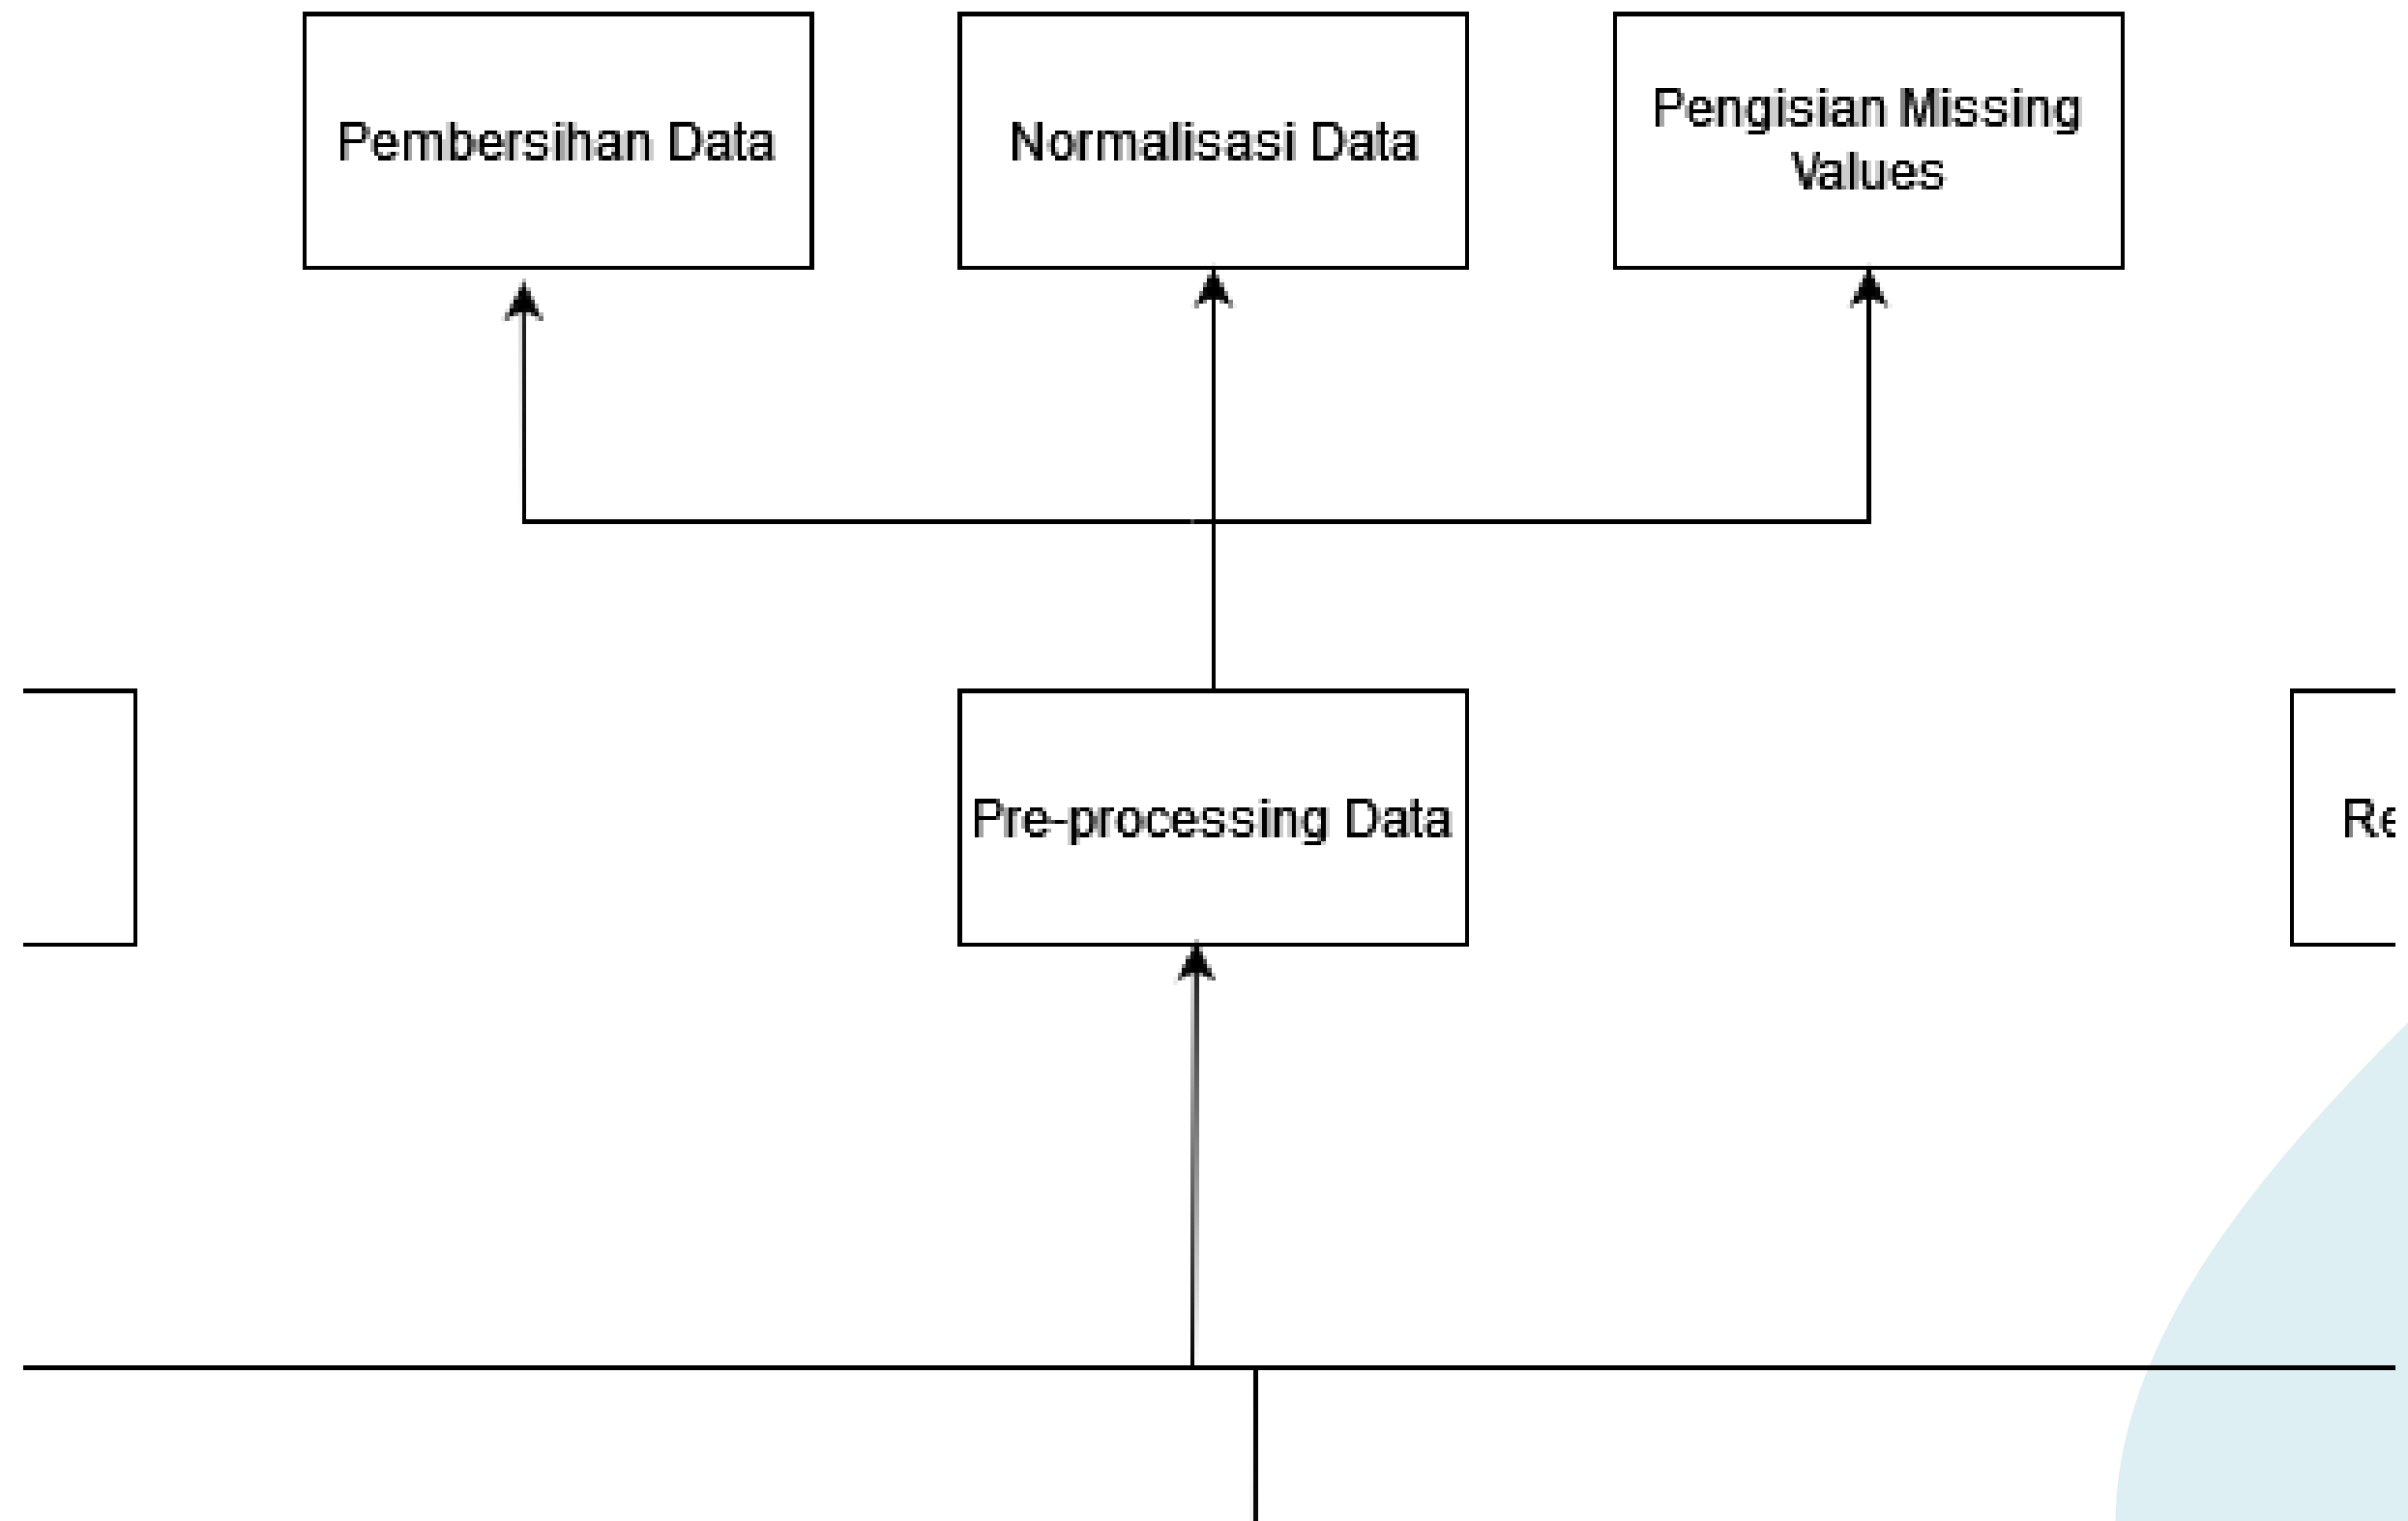 Pembersihan Data
Normalisasi Data
Pengisian Missing
Values
Pre-processing Data